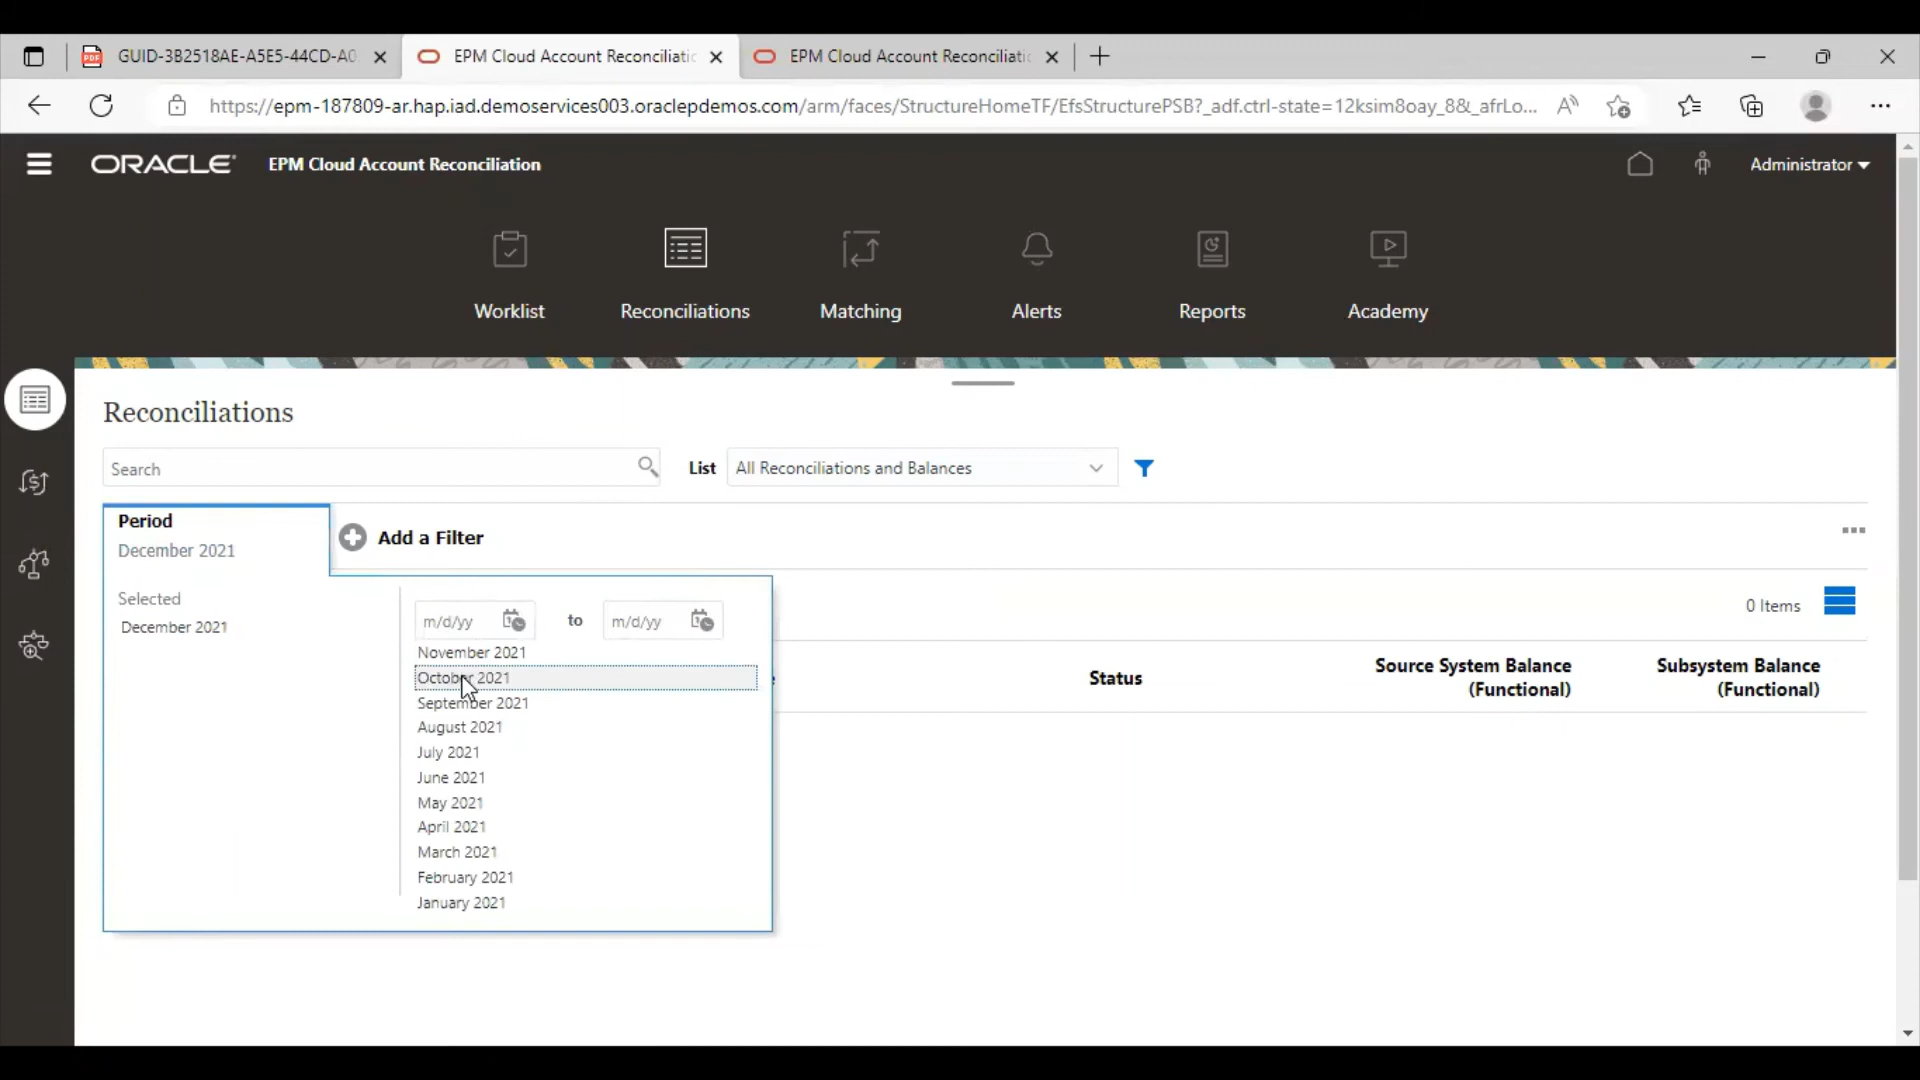 GUID-3B2518AE-A5E5-44CD-A0
EPM Cloud Account Reconciliatic
EPM Cloud Account Reconciliatic
https://epm-187809-ar.hap.iad.demoservices003.oraclepdemos.com/arm/faces/StructureHomeTF/EfsStructurePSB?_adf.ctrl-state=12ksim8oay_8&_afrLo...
ORACLE EPM Cloud Account Reconciliation
Administrator
Worklist
Reconciliations
Matching
Alerts
Reports
Academy
Reconciliations
Search
List
All Reconciliations and Balances
Period
December 2021
Add a Filter
Selected
December 2021
m/d/yy to m/d/yy
November 2021
October 2021
September 2021
August 2021
July 2021
June 2021
May 2021
April 2021
March 2021
February 2021
January 2021
0 Items
Status
Source System Balance
(Functional)
Subsystem Balance
(Functional)